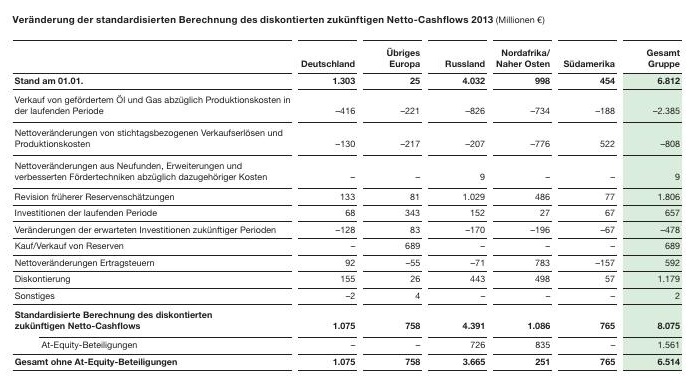 Veränderung der standardisierten Berechnung des diskontierten zukünftigen Netto-Cashflows 2013 (Millionen €)
Deutschland Übriges Europa Russland Nordafrika/ Naher Osten Südamerika Gesamt Gruppe
Stand am 01.01. 1.303 25 4.032 998 454 6.812
Verkauf von gefördertem Öl und Gas abzüglich Produktionskosten in
der laufenden Periode –416 –221 –826 –734 –188 –2.385
Nettoveränderungen von stichtagsbezogenen Verkaufserlösen und
Produktionskosten –130 –217 –207 –776 522 –808
Nettoveränderungen aus Neufunden, Erweiterungen und
verbesserten Fördertechniken abzüglich dazugehöriger Kosten – – 9 – – 9
Revision früherer Reservenschätzungen 133 81 1.029 486 77 1.806
Investitionen der laufenden Periode 68 343 152 27 67 657
Veränderungen der erwarteten Investitionen zukünftiger Perioden –128 83 –170 –196 –67 –478
Kauf/Verkauf von Reserven – 689 – – – 689
Nettoveränderungen Ertragsteuern 92 –55 –71 783 –157 592
Diskontierung 155 26 443 498 57 1.179
Sonstiges –2 4 – – – 2
Standardisierte Berechnung des diskontierten
zukünftigen Netto-Cashflows 1.075 758 4.391 1.086 765 8.075
At-Equity-Beteiligungen – – 726 835 – 1.561
Gesamt ohne At-Equity-Beteiligungen 1.075 758 3.665 251 765 6.514